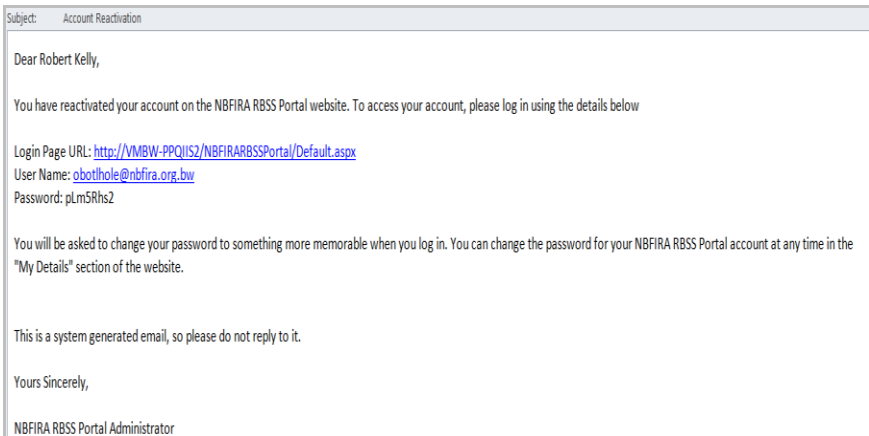 Subject: Account Reactivation
Dear Robert Kelly,
You have reactivated your account on the NBFIRA RBSS Portal website. To access your account, please log in using the details below
Login Page URL: http://VMBW-PPQIIS2/NBFIRARBSSPortal/Default.aspx
User Name: obotlhole@nbfira.org.bw
Password: pLm5Rhs2
You will be asked to change your password to something more memorable when you log in. You can change the password for your NBFIRA RBSS Portal account at any time in the
"My Details" section of the website.
This is a system generated email, so please do not reply to it.
Yours Sincerely,
NBFIRA RBSS Portal Administrator